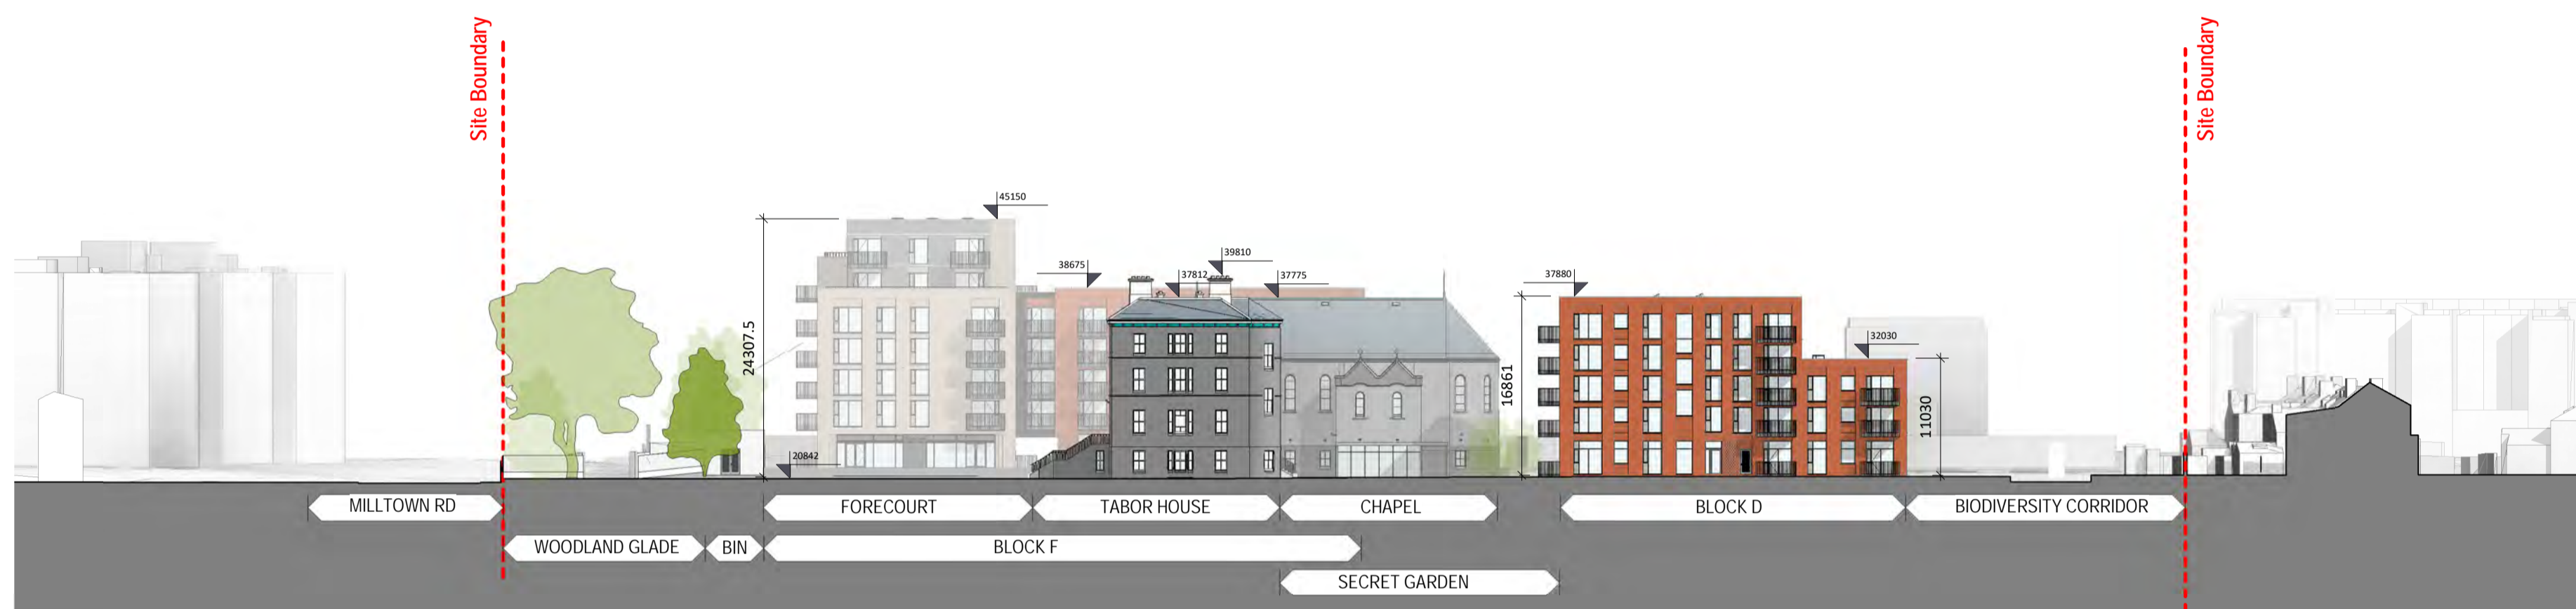 Site Boundary
Site Boundary
45150
39810
38675
37812
37775
37880
32030
24307.5
16861
11030
20842
MILLTOWN RD
FORECOURT
TABOR HOUSE
CHAPEL
BLOCK D
BIODIVERSITY CORRIDOR
WOODLAND GLADE
BIN
BLOCK F
SECRET GARDEN